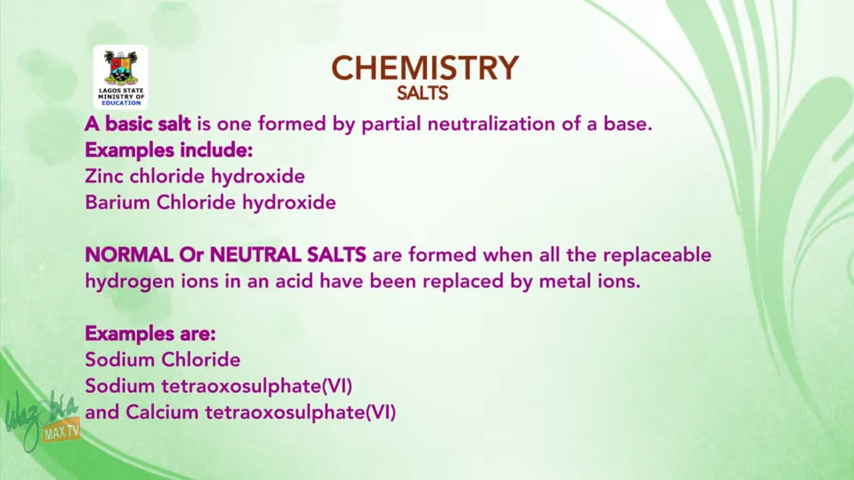 LAGOS STATE
MINISTRY OF
EDUCATION
CHEMISTRY
SALTS
A basic salt is one formed by partial neutralization of a base.
Examples include:
Zinc chloride hydroxide
Barium Chloride hydroxide
NORMAL Or NEUTRAL SALTS are formed when all the replaceable
hydrogen ions in an acid have been replaced by metal ions.
Examples are:
Sodium Chloride
Sodium tetraoxosulphate(VI)
and Calcium tetraoxosulphate(VI)
Wazobia
MAX TV